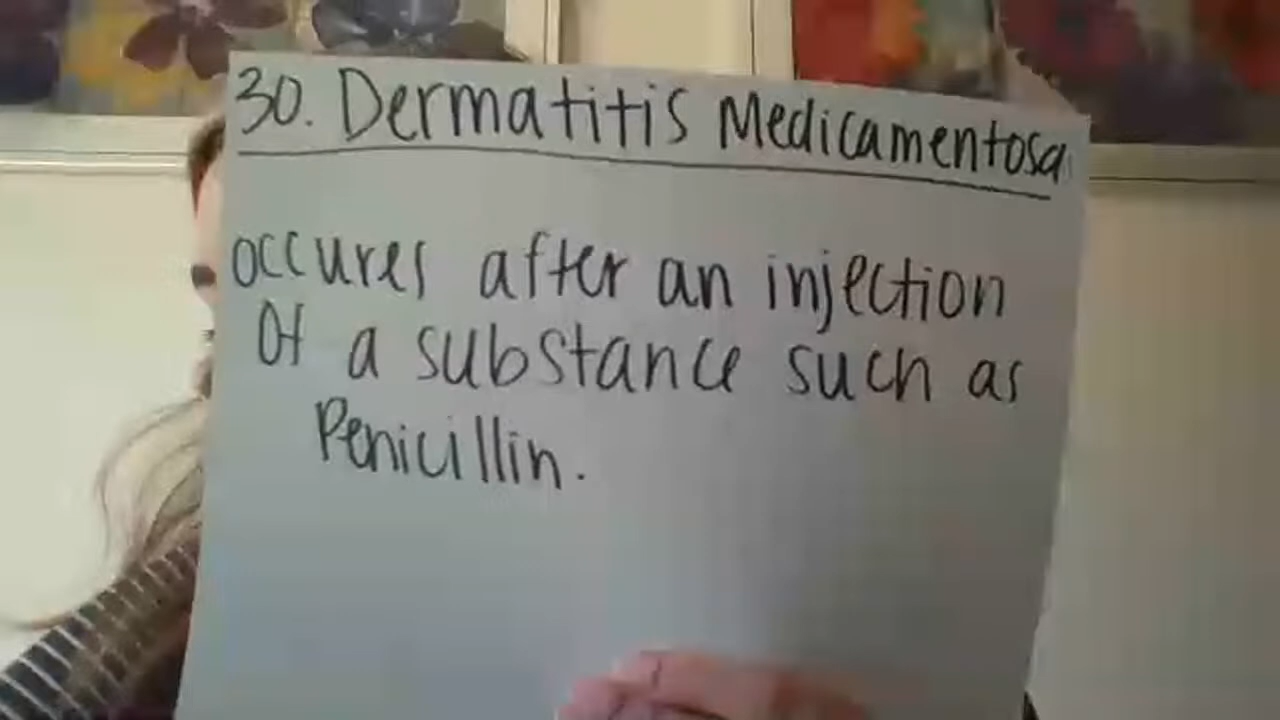 30. Dermatitis Medicamentosa
occures after an injection
Of a substance such as
Penicillin.